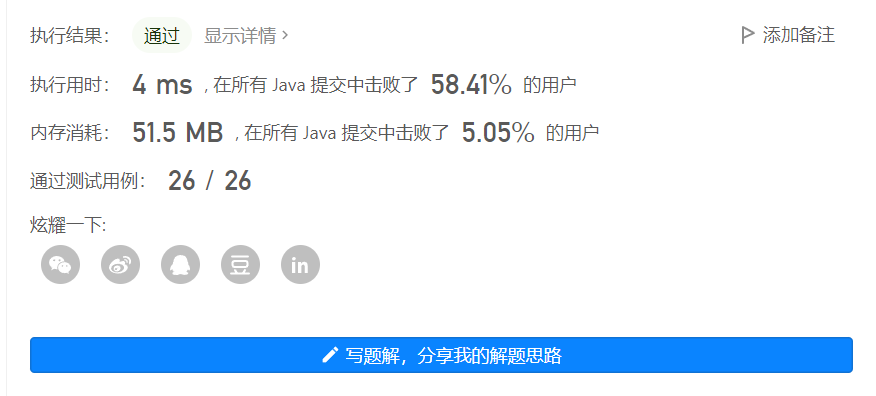 执行结果： 通过 显示详情 > 添加备注
执行用时： 4 ms , 在所有 Java 提交中击败了 58.41% 的用户
内存消耗： 51.5 MB , 在所有 Java 提交中击败了 5.05% 的用户
通过测试用例： 26 / 26
炫耀一下:
豆 in
写题解，分享我的解题思路